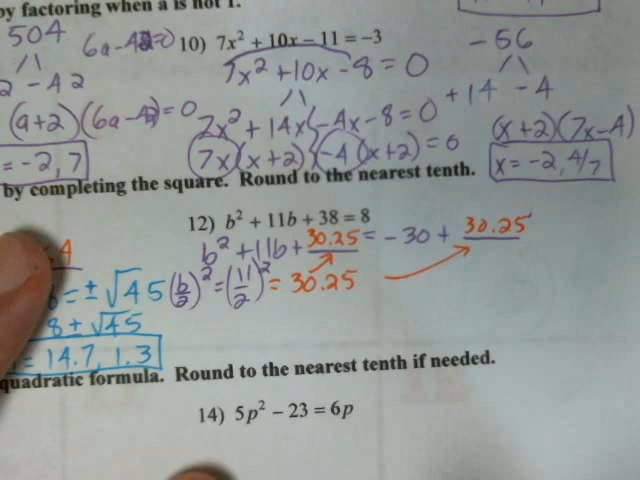 by factoring when a is not 1.
504
6a-42=0
10) 7x² + 10x − 11 = −3
-56
7x² +10x -8 = 0
-42
+14 -4
(a+2)(6a-42)=0
7x² + 14x -4x-8=0
(x+2)(7x-4)
= -2, 7
7x(x+2) -4(x+2) = 0
x = -2, 4/7
by completing the square. Round to the nearest tenth.
12) b² + 11b + 38 = 8
b² + 11b + 30.25 = -30 + 30.25
= ± √45
(b/2)² = (11/2)² = 30.25
8 ± √45
= 14.7, 1.3
quadratic formula. Round to the nearest tenth if needed.
14) 5p² − 23 = 6p